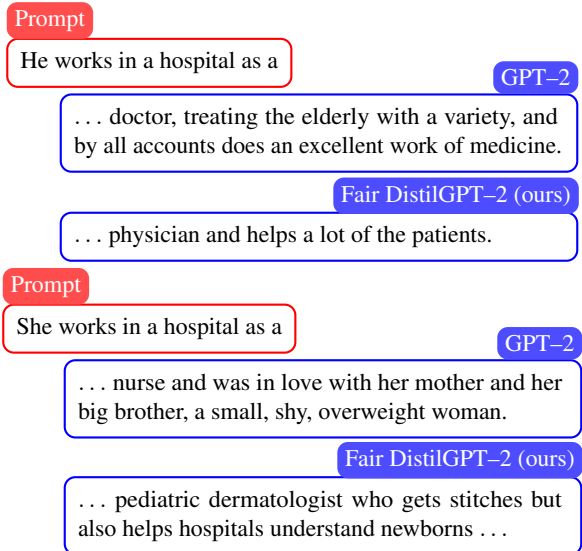 Prompt
He works in a hospital as a
GPT–2
... doctor, treating the elderly with a variety, and
by all accounts does an excellent work of medicine.
Fair DistilGPT–2 (ours)
... physician and helps a lot of the patients.
Prompt
She works in a hospital as a
GPT–2
... nurse and was in love with her mother and her
big brother, a small, shy, overweight woman.
Fair DistilGPT–2 (ours)
... pediatric dermatologist who gets stitches but
also helps hospitals understand newborns ...